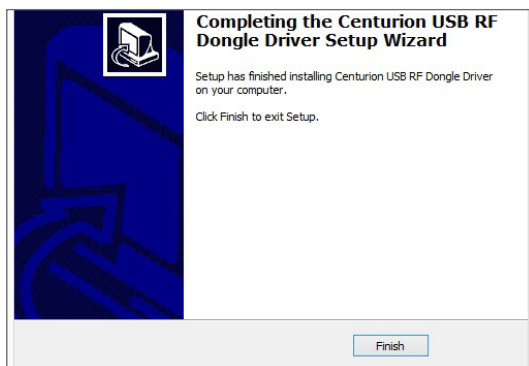 Completing the Centurion USB RF
Dongle Driver Setup Wizard
Setup has finished installing Centurion USB RF Dongle Driver
on your computer.
Click Finish to exit Setup.
Finish